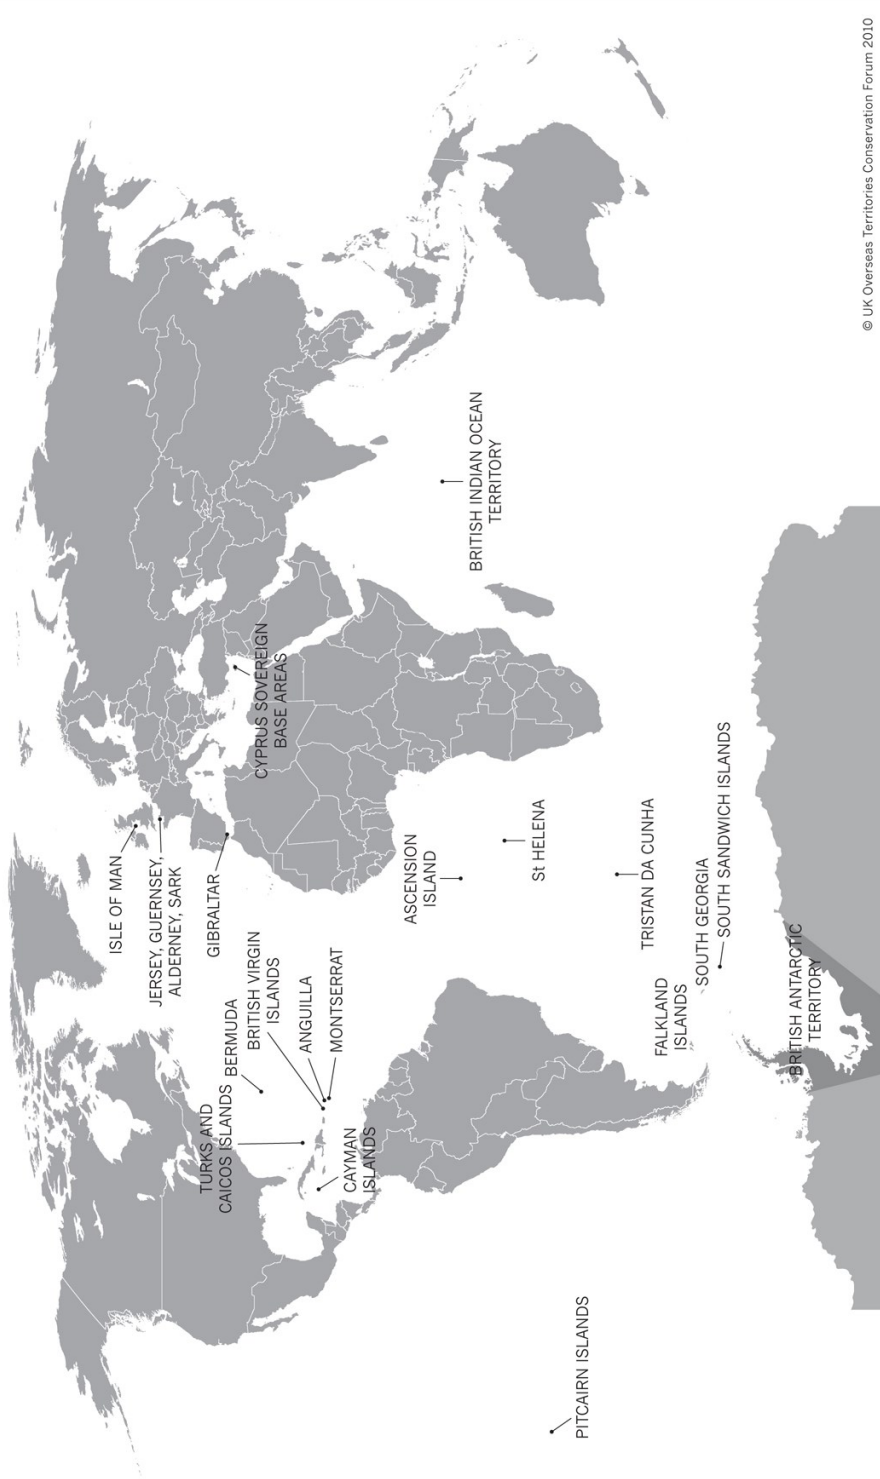 ISLE OF MAN
JERSEY, GUERNSEY,
ALDERNEY, SARK
GIBRALTAR
CYPRUS SOVEREIGN
BASE AREAS
BERMUDA
TURKS AND
CAICOS ISLANDS
BRITISH VIRGIN
ISLANDS
ANGUILLA
MONTSERRAT
CAYMAN
ISLANDS
ASCENSION
ISLAND
BRITISH INDIAN OCEAN
TERRITORY
St HELENA
PITCAIRN ISLANDS
TRISTAN DA CUNHA
FALKLAND
ISLANDS
SOUTH GEORGIA
SOUTH SANDWICH ISLANDS
BRITISH ANTARCTIC
TERRITORY
© UK Overseas Territories Conservation Forum 2010